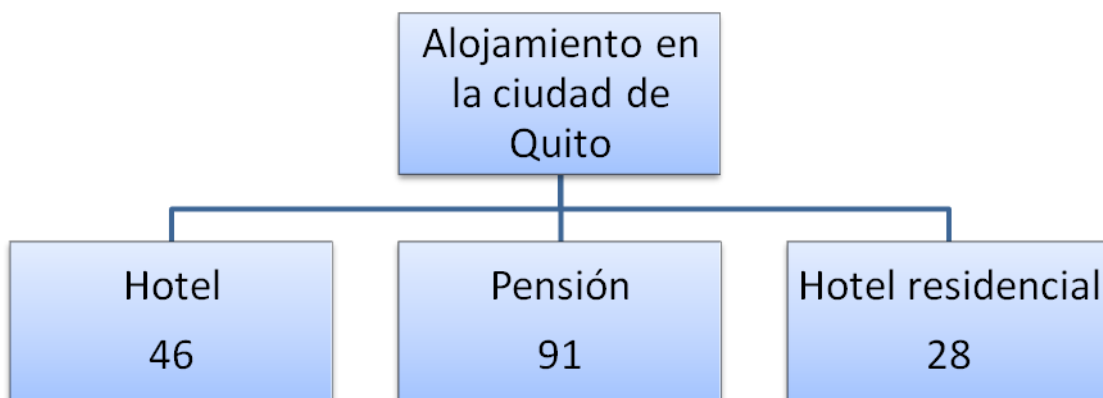 Alojamiento en
la ciudad de
Quito
Hotel
46
Pensión
91
Hotel residencial
28